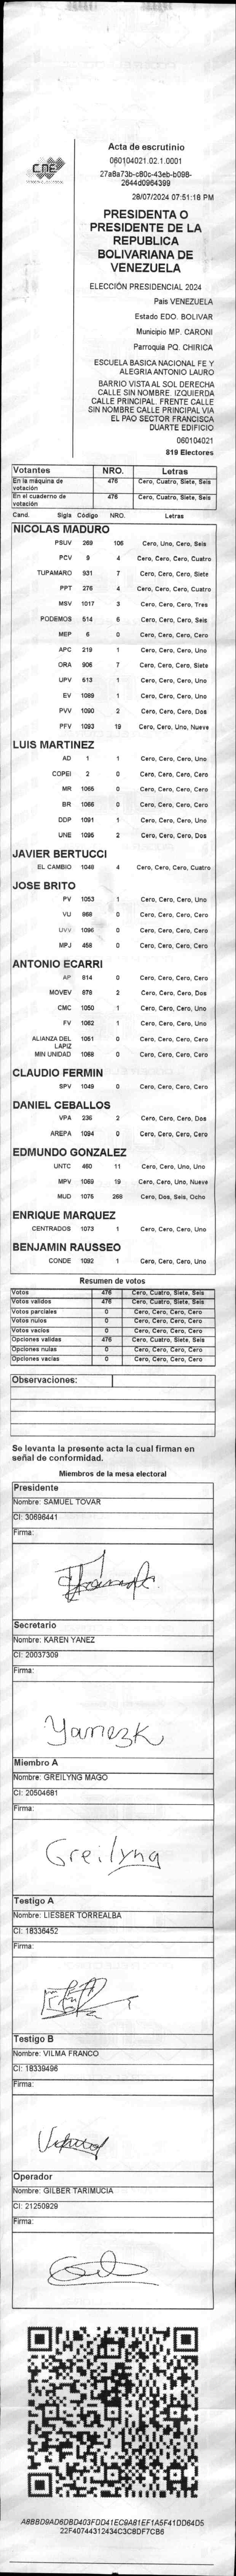 CNE
Acta de escrutinio
060104021.02.1.0001
27a8a73b-c80c-43eb-b098-
2644d0964399
28/07/2024 07:51:18 PM
PRESIDENTA O
PRESIDENTE DE LA
REPUBLICA
BOLIVARIANA DE
VENEZUELA
ELECCIÓN PRESIDENCIAL 2024
Pais VENEZUELA
Estado EDO. BOLIVAR
Municipio MP. CARONI
Parroquia PQ. CHIRICA
ESCUELA BASICA NACIONAL FE Y
ALEGRIA ANTONIO LAURO
BARRIO VISTA AL SOL DERECHA
CALLE SIN NOMBRE. IZQUIERDA
CALLE PRINCIPAL. FRENTE CALLE
SIN NOMBRE CALLE PRINCIPAL VIA
EL PAO SECTOR FRANCISCA
DUARTE EDIFICIO
060104021
819 Electores
Votantes NRO. Letras
En la máquina de votación 476 Cero, Cuatro, Siete, Seis
En el cuaderno de votación 476 Cero, Cuatro, Siete, Seis
Cand. Sigla Código NRO. Letras
NICOLAS MADURO
PSUV 269 106 Cero, Uno, Cero, Seis
PCV 9 4 Cero, Cero, Cero, Cuatro
TUPAMARO 931 7 Cero, Cero, Cero, Siete
PPT 276 4 Cero, Cero, Cero, Cuatro
MSV 1017 3 Cero, Cero, Cero, Tres
PODEMOS 514 6 Cero, Cero, Cero, Seis
MEP 6 0 Cero, Cero, Cero, Cero
APC 219 1 Cero, Cero, Cero, Uno
ORA 906 7 Cero, Cero, Cero, Siete
UPV 613 1 Cero, Cero, Cero, Uno
EV 1089 1 Cero, Cero, Cero, Uno
PVV 1090 2 Cero, Cero, Cero, Dos
PFV 1093 19 Cero, Cero, Uno, Nueve
LUIS MARTINEZ
AD 1 1 Cero, Cero, Cero, Uno
COPEI 2 0 Cero, Cero, Cero, Cero
MR 1065 0 Cero, Cero, Cero, Cero
BR 1066 0 Cero, Cero, Cero, Cero
DDP 1091 1 Cero, Cero, Cero, Uno
UNE 1095 2 Cero, Cero, Cero, Dos
JAVIER BERTUCCI
EL CAMBIO 1048 4 Cero, Cero, Cero, Cuatro
JOSE BRITO
PV 1053 1 Cero, Cero, Cero, Uno
VU 868 0 Cero, Cero, Cero, Cero
UVV 1096 0 Cero, Cero, Cero, Cero
MPJ 458 0 Cero, Cero, Cero, Cero
ANTONIO ECARRI
AP 814 0 Cero, Cero, Cero, Cero
MOVEV 878 2 Cero, Cero, Cero, Dos
CMC 1050 1 Cero, Cero, Cero, Uno
FV 1062 1 Cero, Cero, Cero, Uno
ALIANZA DEL LAPIZ 1051 0 Cero, Cero, Cero, Cero
MIN UNIDAD 1068 0 Cero, Cero, Cero, Cero
CLAUDIO FERMIN
SPV 1049 0 Cero, Cero, Cero, Cero
DANIEL CEBALLOS
VPA 236 2 Cero, Cero, Cero, Dos
AREPA 1094 0 Cero, Cero, Cero, Cero
EDMUNDO GONZALEZ
UNTC 460 11 Cero, Cero, Uno, Uno
MPV 1069 19 Cero, Cero, Uno, Nueve
MUD 1075 268 Cero, Dos, Seis, Ocho
ENRIQUE MARQUEZ
CENTRADOS 1073 1 Cero, Cero, Cero, Uno
BENJAMIN RAUSSEO
CONDE 1092 1 Cero, Cero, Cero, Uno
Resumen de votos
Votos 476 Cero, Cuatro, Siete, Seis
Votos validos 476 Cero, Cuatro, Siete, Seis
Votos parciales 0 Cero, Cero, Cero, Cero
Votos nulos 0 Cero, Cero, Cero, Cero
Votos vacios 0 Cero, Cero, Cero, Cero
Opciones validas 476 Cero, Cuatro, Siete, Seis
Opciones nulas 0 Cero, Cero, Cero, Cero
Opciones vacias 0 Cero, Cero, Cero, Cero
Observaciones:
Se levanta la presente acta la cual firman en
señal de conformidad.
Miembros de la mesa electoral
Presidente
Nombre: SAMUEL TOVAR
CI: 30696441
Firma:
Secretario
Nombre: KAREN YANEZ
CI: 20037309
Firma:
YanezK
Miembro A
Nombre: GREILYNG MAGO
CI: 20504681
Firma:
Greilyng
Testigo A
Nombre: LIESBER TORREALBA
CI: 18336452
Firma:
Testigo B
Nombre: VILMA FRANCO
CI: 18339496
Firma:
Operador
Nombre: GILBER TARIMUCIA
CI: 21250929
Firma:
A8BBD9AD6DBD403FDD41EC9A81EF1A5F41DD64D5
22F40744312434C3C8DF7CB6